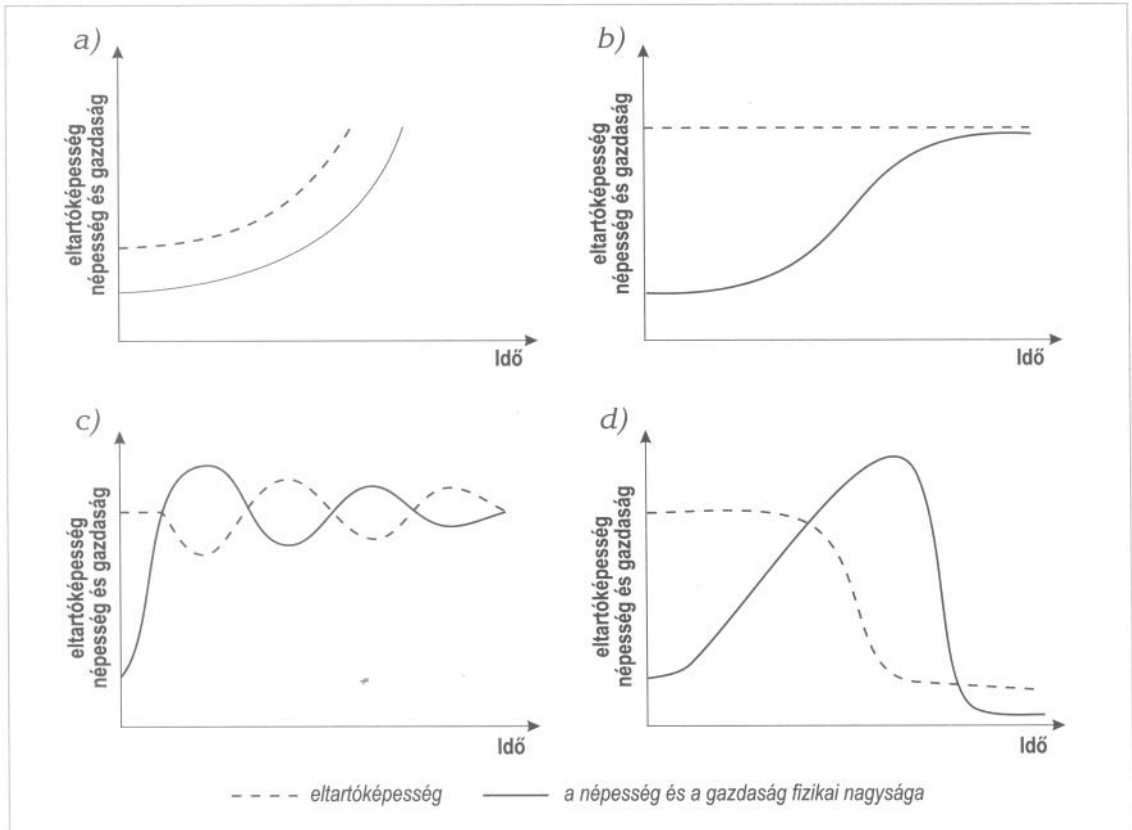 a)
eltartóképesség
népesség és gazdaság
Idő
b)
eltartóképesség
népesség és gazdaság
Idő
c)
eltartóképesség
népesség és gazdaság
Idő
d)
eltartóképesség
népesség és gazdaság
Idő
eltartóképesség
a népesség és a gazdaság fizikai nagysága